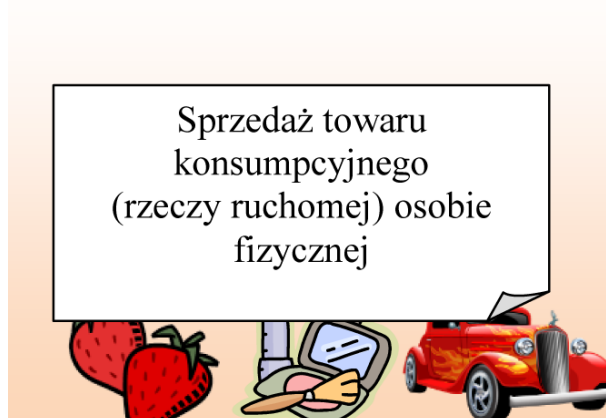 Sprzedaż towaru
konsumpcyjnego
(rzeczy ruchomej) osobie
fizycznej